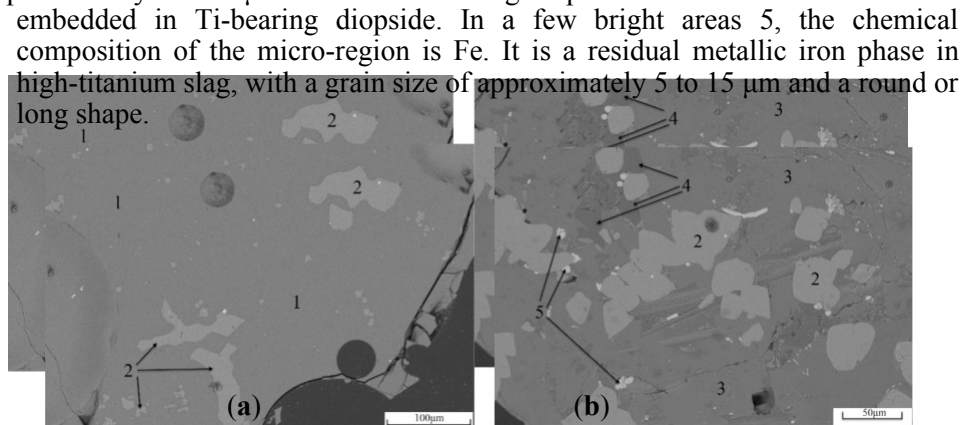 embedded in Ti-bearing diopside. In a few bright areas 5, the chemical
composition of the micro-region is Fe. It is a residual metallic iron phase in
high-titanium slag, with a grain size of approximately 5 to 15 μm and a round or
long shape.
1
2
4
3
2
4
3
1
2
2
1
5
2
3
(a)
(b)
100μm
50μm